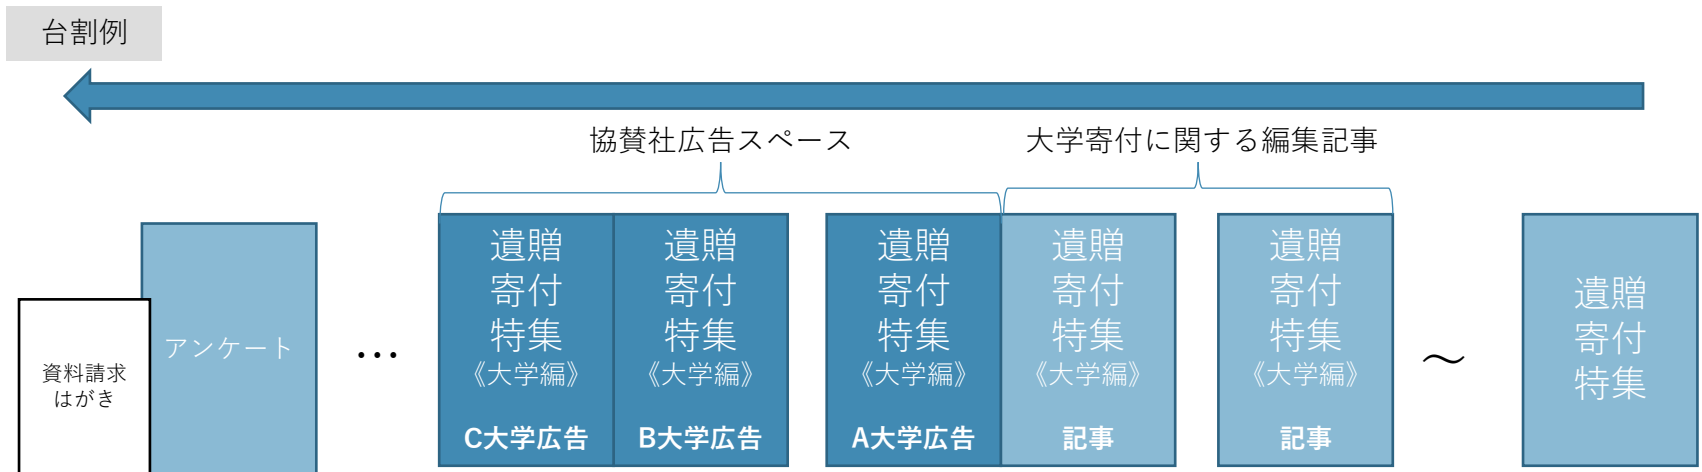 台割例
協賛社広告スペース
大学寄付に関する編集記事
資料請求
はがき
アンケート
…
遺贈
寄付
特集
《大学編》
C大学広告
遺贈
寄付
特集
《大学編》
B大学広告
遺贈
寄付
特集
《大学編》
A大学広告
遺贈
寄付
特集
《大学編》
記事
遺贈
寄付
特集
《大学編》
記事
～
遺贈
寄付
特集